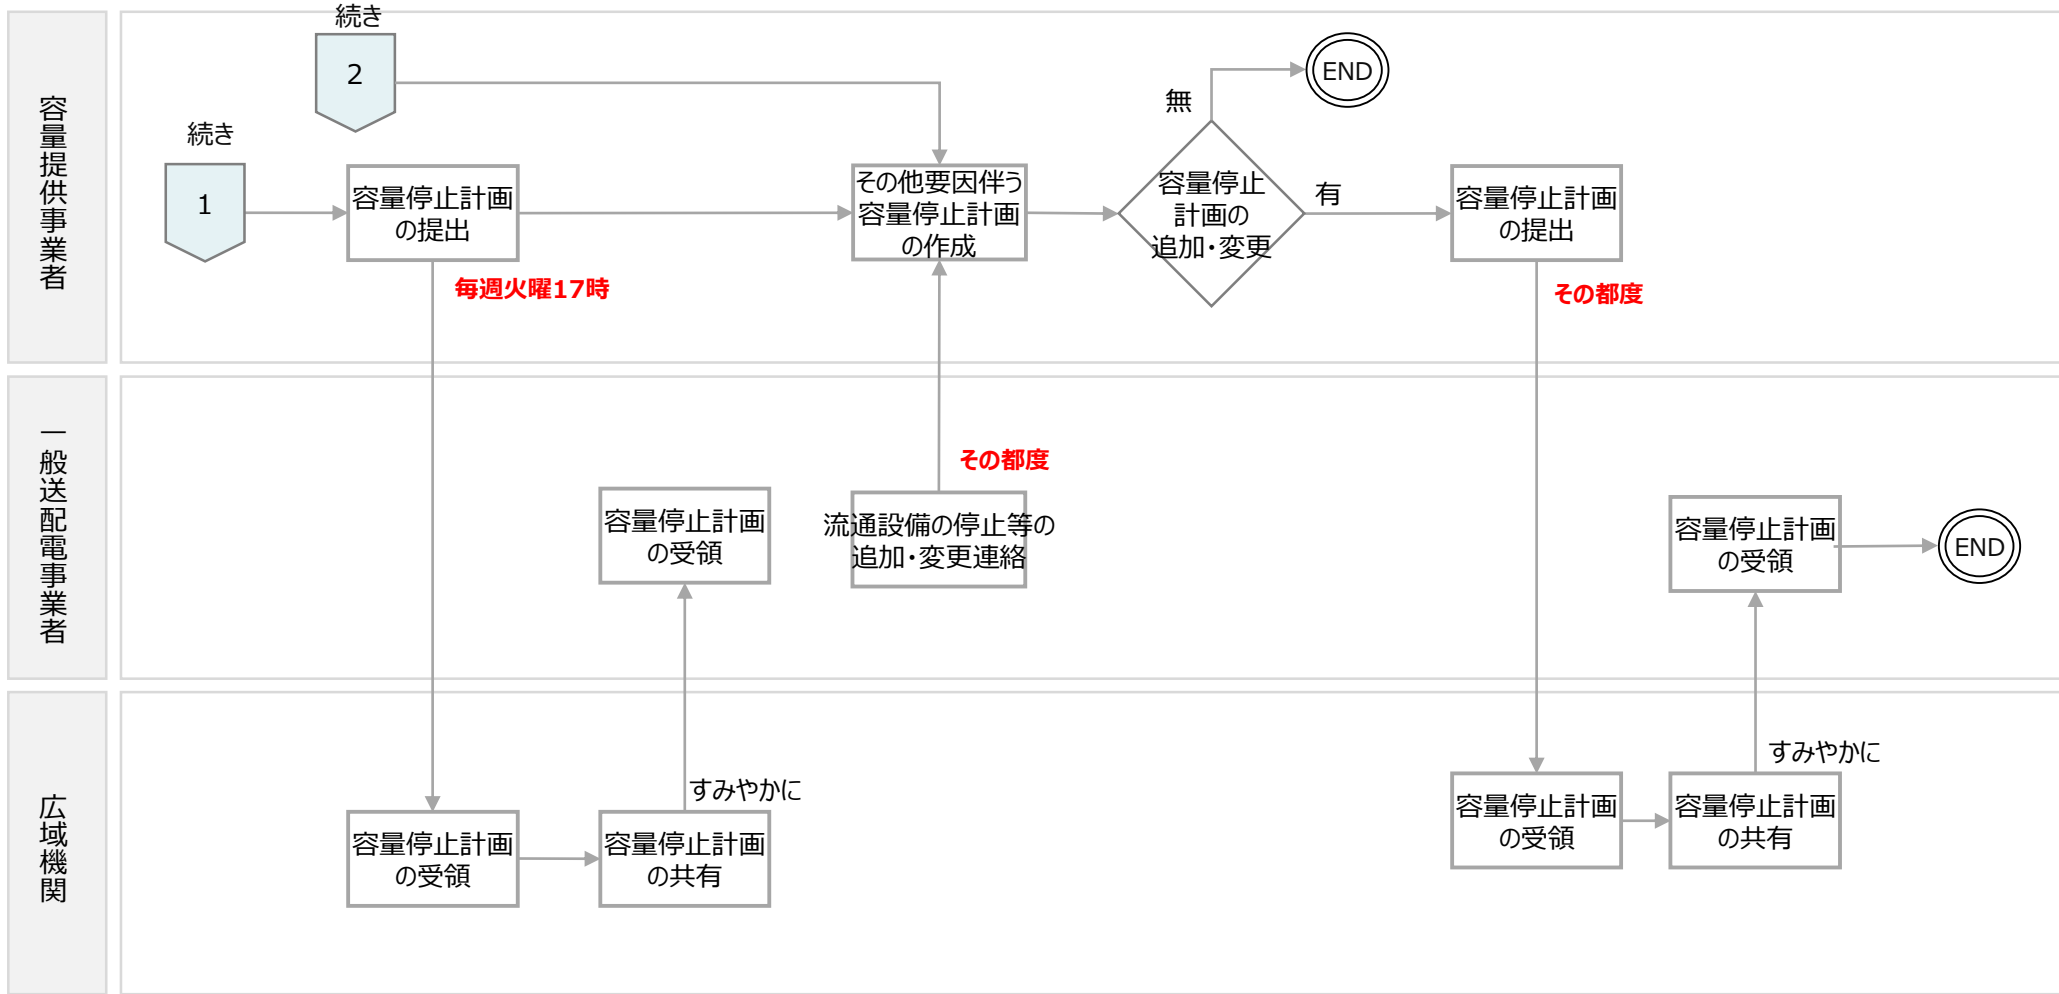 容量提供事業者
続き
2
続き
1
容量停止計画
の提出
毎週火曜17時
その他要因伴う
容量停止計画
の作成
無
END
容量停止
計画の
追加・変更
有
容量停止計画
の提出
その都度
一般送配電事業者
容量停止計画
の受領
その都度
流通設備の停止等の
追加・変更連絡
容量停止計画
の受領
END
広域機関
容量停止計画
の受領
すみやかに
容量停止計画
の共有
容量停止計画
の受領
すみやかに
容量停止計画
の共有